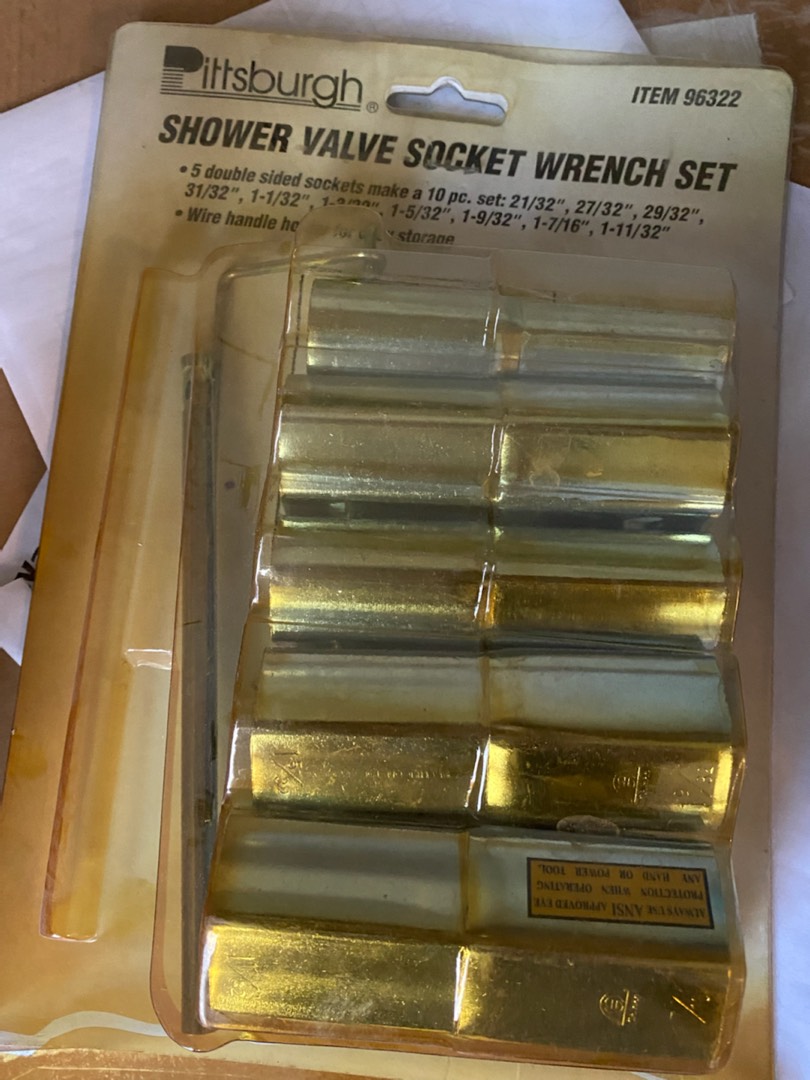 Pittsburgh®
ITEM 96322
SHOWER VALVE SOCKET WRENCH SET
• 5 double sided sockets make a 10 pc. set: 21/32", 27/32", 29/32",
31/32", 1-1/32", 1-5/32", 1-9/32", 1-7/16", 1-11/32"
• Wire handle for storage
ALWAYS USE ANSI APPROVED EYE
PROTECTION WHEN OPERATING
ANY HAND OR POWER TOOL